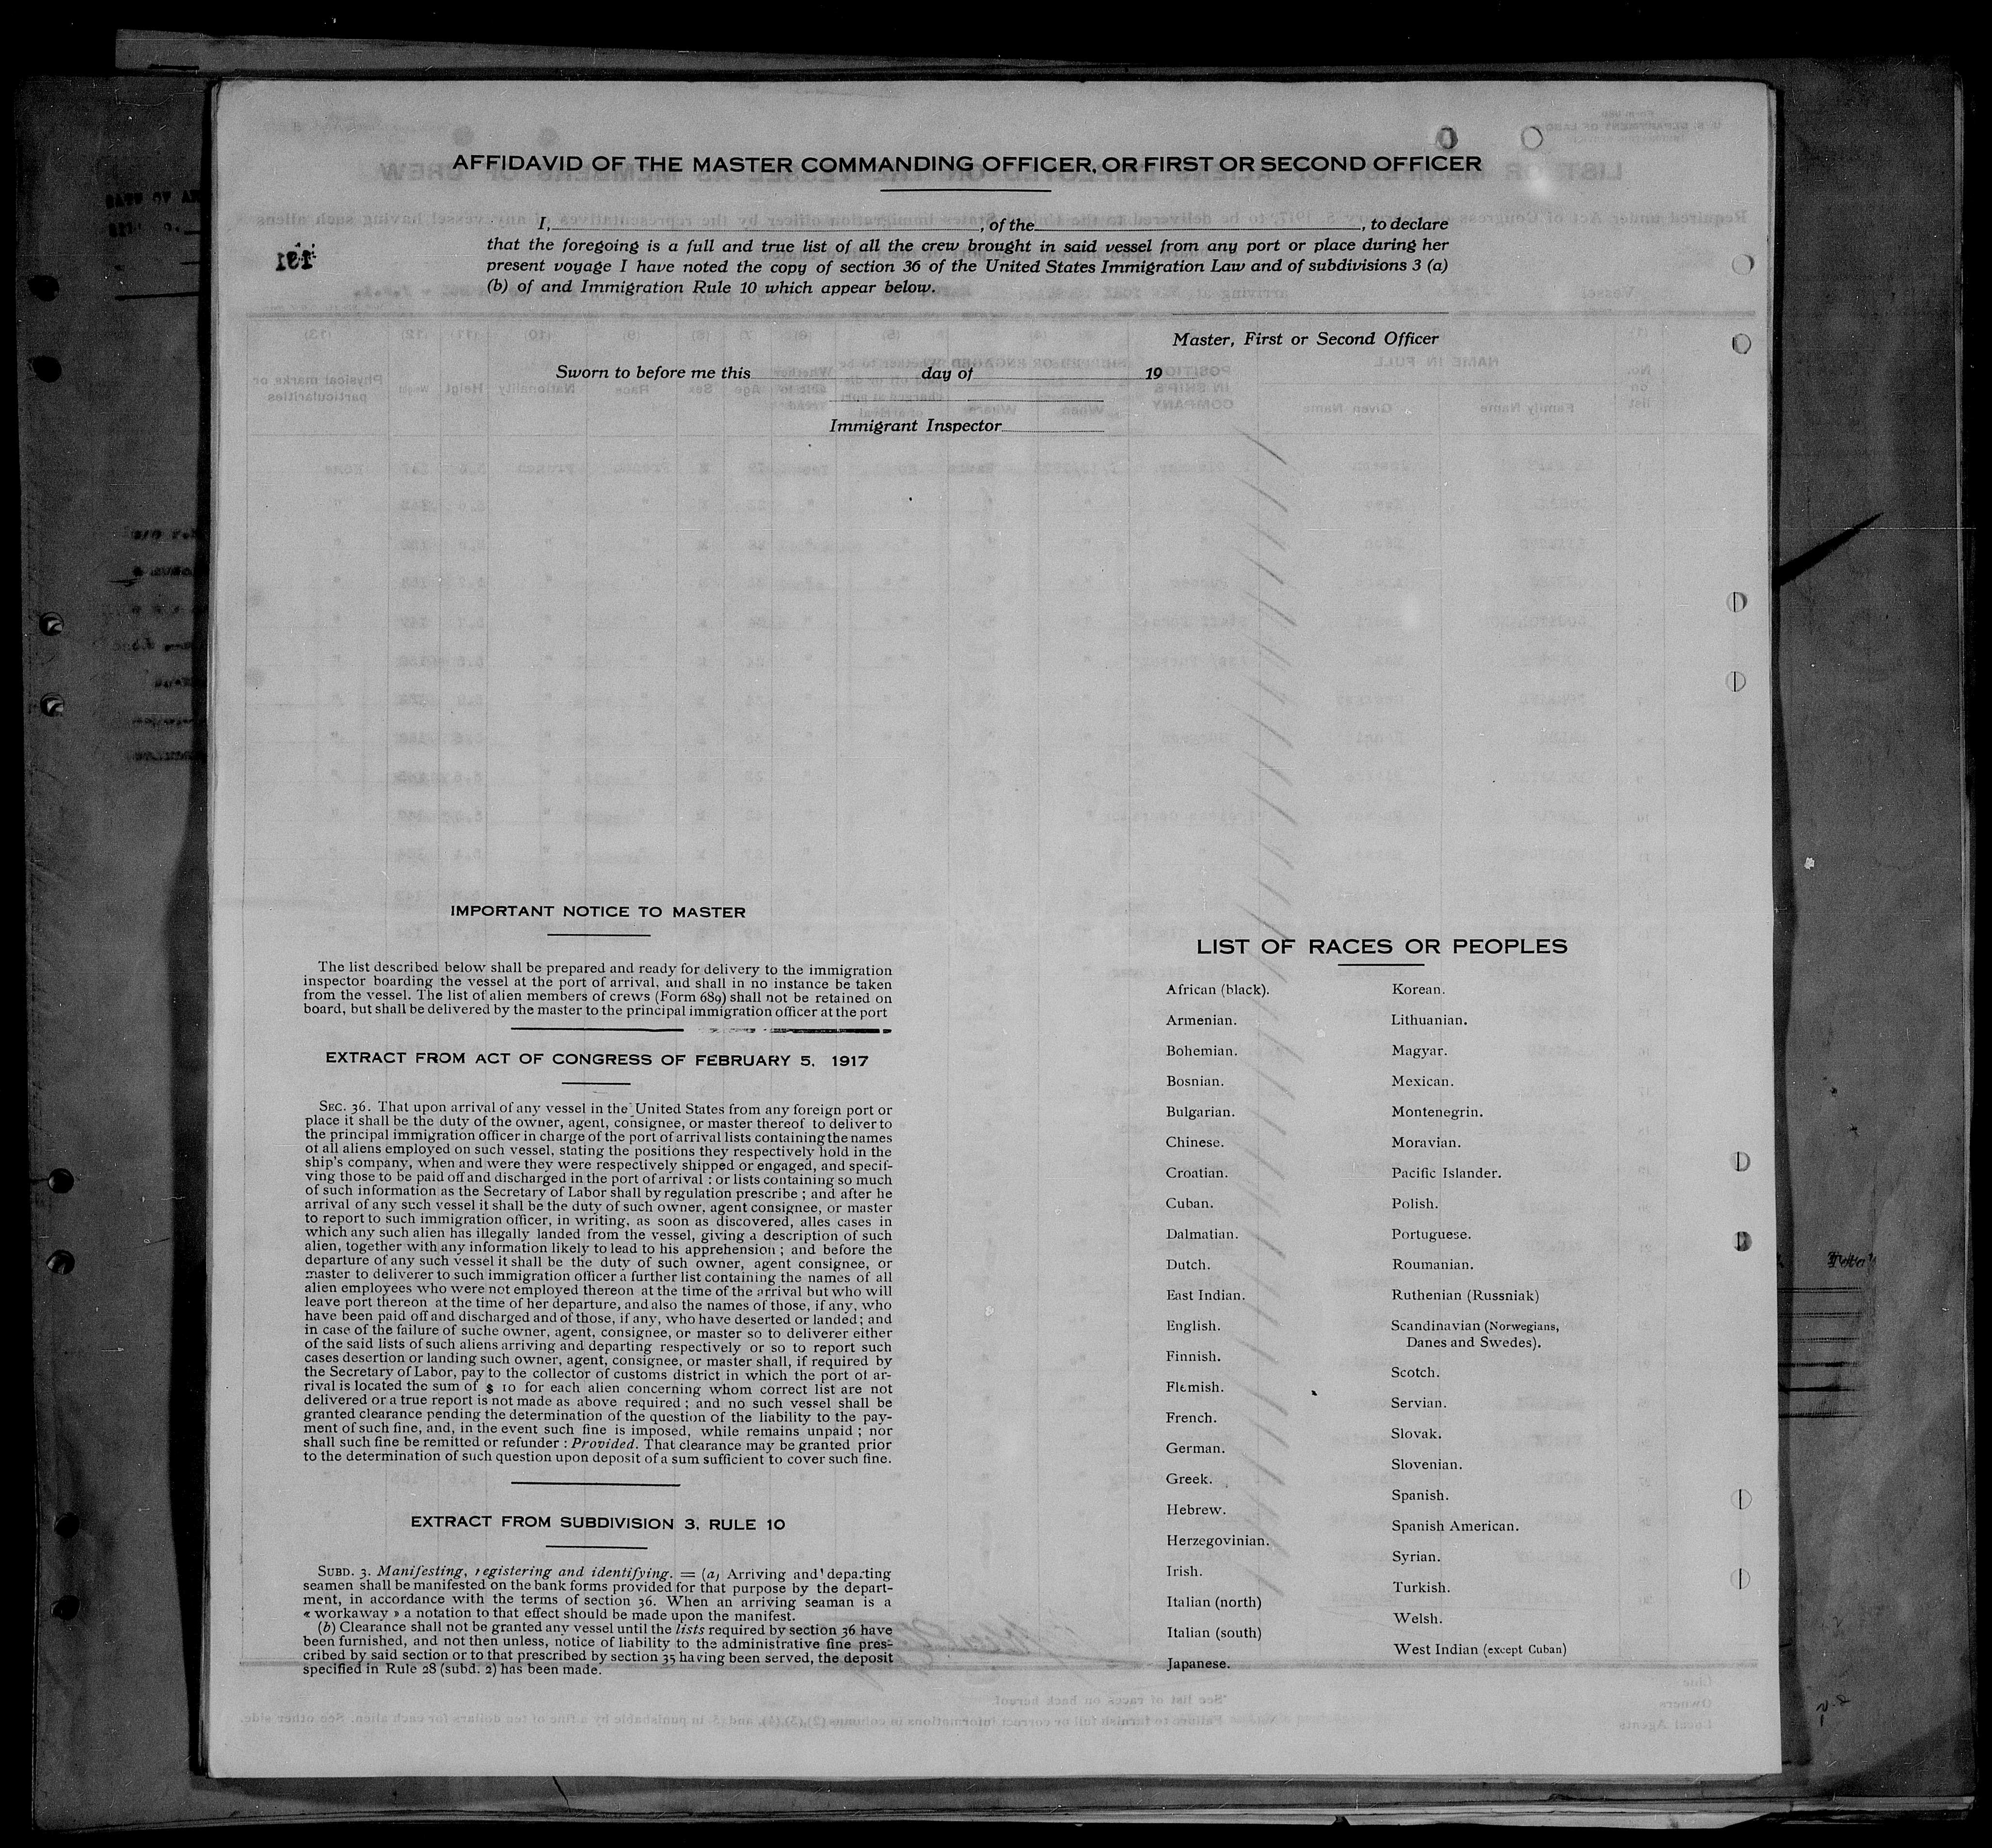 AFFIDAVID OF THE MASTER COMMANDING OFFICER, OR FIRST OR SECOND OFFICER
I, , of the , to declare
that the foregoing is a full and true list of all the crew brought in said vessel from any port or place during her
present voyage I have noted the copy of section 36 of the United States Immigration Law and of subdivisions 3 (a)
(b) of and Immigration Rule 10 which appear below.
Master, First or Second Officer
Sworn to before me this day of 19
Immigrant Inspector
IMPORTANT NOTICE TO MASTER
The list described below shall be prepared and ready for delivery to the immigration
inspector boarding the vessel at the port of arrival, and shall in no instance be taken
from the vessel. The list of alien members of crews (Form 689) shall not be retained on
board, but shall be delivered by the master to the principal immigration officer at the port
EXTRACT FROM ACT OF CONGRESS OF FEBRUARY 5, 1917
SEC. 36. That upon arrival of any vessel in the United States from any foreign port or
place it shall be the duty of the owner, agent, consignee, or master thereof to deliver to
the principal immigration officer in charge of the port of arrival lists containing the names
of all aliens employed on such vessel, stating the positions they respectively hold in the
ship's company, when and were they were respectively shipped or engaged, and specif-
ving those to be paid off and discharged in the port of arrival : or lists containing so much
of such information as the Secretary of Labor shall by regulation prescribe ; and after he
arrival of any such vessel it shall be the duty of such owner, agent consignee, or master
to report to such immigration officer, in writing, as soon as discovered, alles cases in
which any such alien has illegally landed from the vessel, giving a description of such
alien, together with any information likely to lead to his apprehension ; and before the
departure of any such vessel it shall be the duty of such owner, agent consignee, or
master to deliverer to such immigration officer a further list containing the names of all
alien employees who were not employed thereon at the time of the arrival but who will
leave port thereon at the time of her departure, and also the names of those, if any, who
have been paid off and discharged and of those, if any, who have deserted or landed ; and
in case of the failure of suche owner, agent, consignee, or master so to deliverer either
of the said lists of such aliens arriving and departing respectively or so to report such
cases desertion or landing such owner, agent, consignee, or master shall, if required by
the Secretary of Labor, pay to the collector of customs district in which the port of ar-
rival is located the sum of $ 10 for each alien concerning whom correct list are not
delivered or a true report is not made as above required ; and no such vessel shall be
granted clearance pending the determination of the question of the liability to the pay-
ment of such fine, and, in the event such fine is imposed, while remains unpaid ; nor
shall such fine be remitted or refunder : Provided. That clearance may be granted prior
to the determination of such question upon deposit of a sum sufficient to cover such fine.
EXTRACT FROM SUBDIVISION 3, RULE 10
SUBD. 3. Manifesting, registering and identifying. = (a) Arriving and departing
seamen shall be manifested on the bank forms provided for that purpose by the depart-
ment, in accordance with the terms of section 36. When an arriving seaman is a
« workaway » a notation to that effect should be made upon the manifest.
(b) Clearance shall not be granted any vessel until the lists required by section 36 have
been furnished, and not then unless, notice of liability to the administrative fine pres-
cribed by said section or to that prescribed by section 35 having been served, the deposit
specified in Rule 28 (subd. 2) has been made.
LIST OF RACES OR PEOPLES
African (black).
Armenian.
Bohemian.
Bosnian.
Bulgarian.
Chinese.
Croatian.
Cuban.
Dalmatian.
Dutch.
East Indian.
English.
Finnish.
Flemish.
French.
German.
Greek.
Hebrew.
Herzegovinian.
Irish.
Italian (north)
Italian (south)
Japanese.
Korean.
Lithuanian.
Magyar.
Mexican.
Montenegrin.
Moravian.
Pacific Islander.
Polish.
Portuguese.
Roumanian.
Ruthenian (Russniak)
Scandinavian (Norwegians,
Danes and Swedes).
Scotch.
Servian.
Slovak.
Slovenian.
Spanish.
Spanish American.
Syrian.
Turkish.
Welsh.
West Indian (except Cuban)